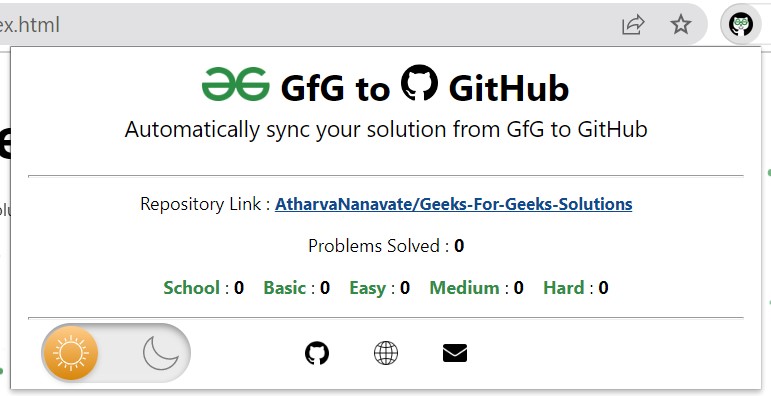 ex.html
GfG to GitHub
Automatically sync your solution from GfG to GitHub
Repository Link : AtharvaNanavate/Geeks-For-Geeks-Solutions
Problems Solved : 0
School : 0 Basic : 0 Easy : 0 Medium : 0 Hard : 0